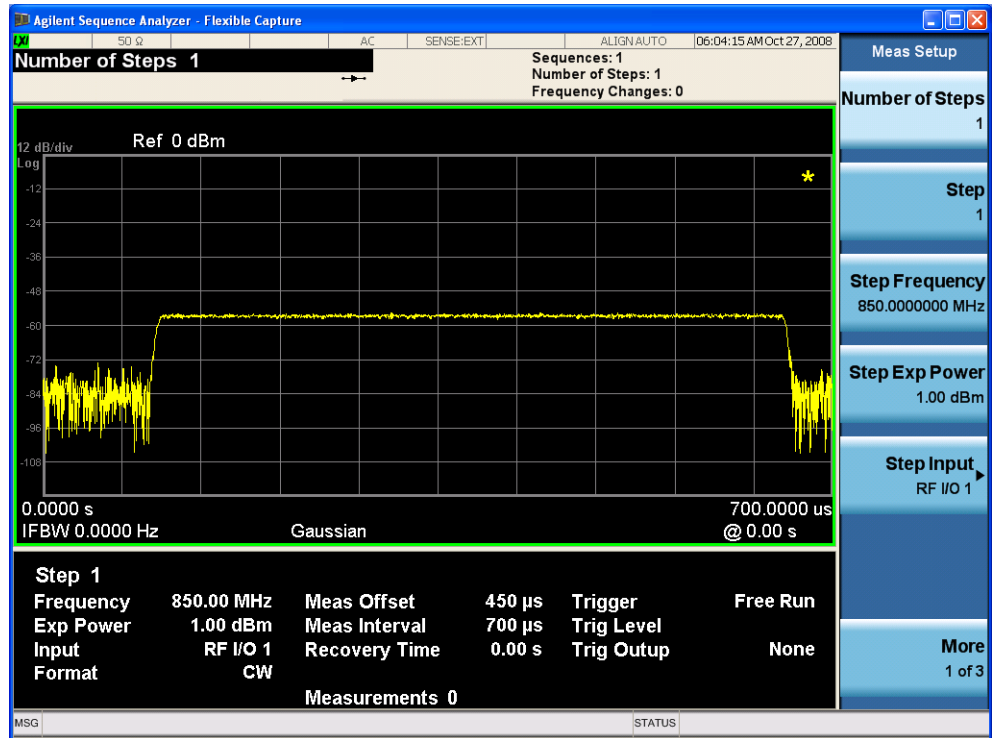 Agilent Sequence Analyzer - Flexible Capture
LXI 50 Ω AC SENSE:EXT ALIGN AUTO 06:04:15 AM Oct 27, 2008
Number of Steps 1
Sequences: 1
Number of Steps: 1
Frequency Changes: 0
12 dB/div Ref 0 dBm
Log
-12
-24
-36
-48
-60
-72
-84
-96
-108
*
0.0000 s 700.0000 us
IFBW 0.0000 Hz Gaussian @ 0.00 s
Step 1
Frequency 850.00 MHz Meas Offset 450 µs Trigger Free Run
Exp Power 1.00 dBm Meas Interval 700 µs Trig Level
Input RF I/O 1 Recovery Time 0.00 s Trig Outup None
Format CW
Measurements 0
MSG STATUS
Meas Setup
Number of Steps
1
Step
1
Step Frequency
850.0000000 MHz
Step Exp Power
1.00 dBm
Step Input
RF I/O 1
More
1 of 3